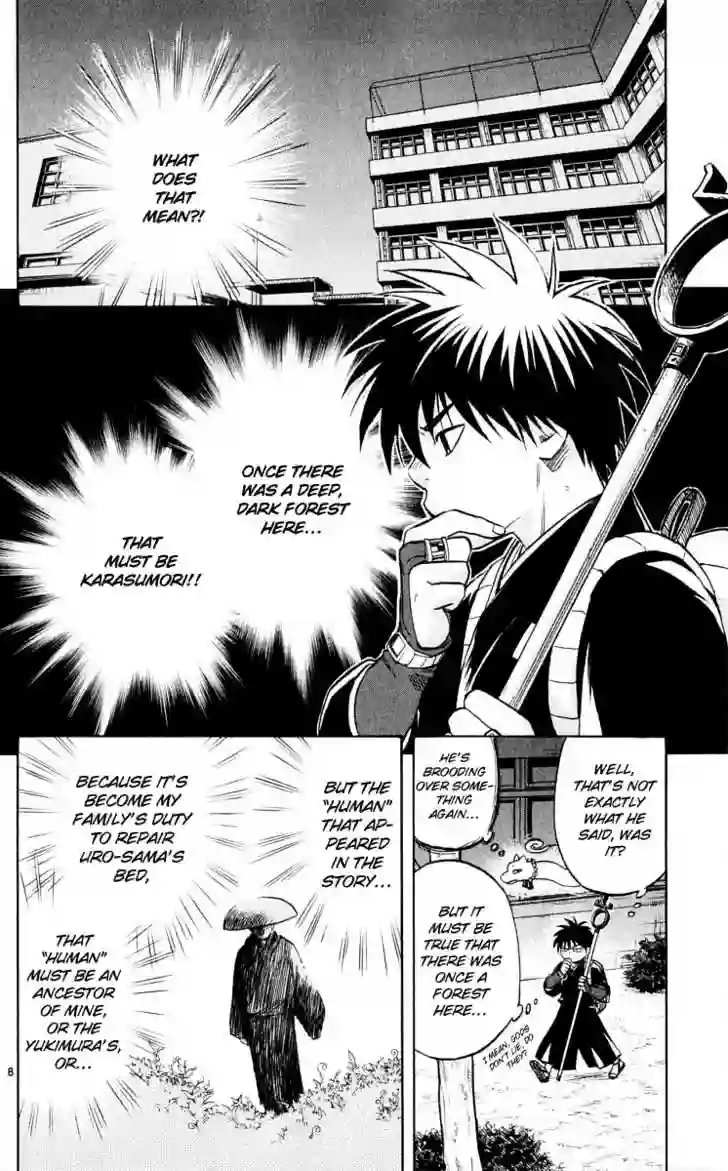 WHAT
DOES
THAT
MEAN?!
ONCE THERE
WAS A DEEP,
DARK FOREST
HERE...
THAT
MUST BE
KARASUMORI!!
WELL,
THAT'S NOT
EXACTLY
WHAT HE
SAID, WAS
IT?
HE'S
BROODING
OVER SOME-
THING
AGAIN...
BUT IT
MUST BE
TRUE THAT
THERE WAS
ONCE A
FOREST
HERE...
I MEAN, GODS
DON'T LIE, DO
THEY?
BUT THE
"HUMAN"
THAT AP-
PEARED
IN THE
STORY...
BECAUSE IT'S
BECOME MY
FAMILY'S DUTY
TO REPAIR
URO-SAMA'S
BED,
THAT
"HUMAN"
MUST BE AN
ANCESTOR
OF MINE,
OR THE
YUKIMURA'S,
OR...
8